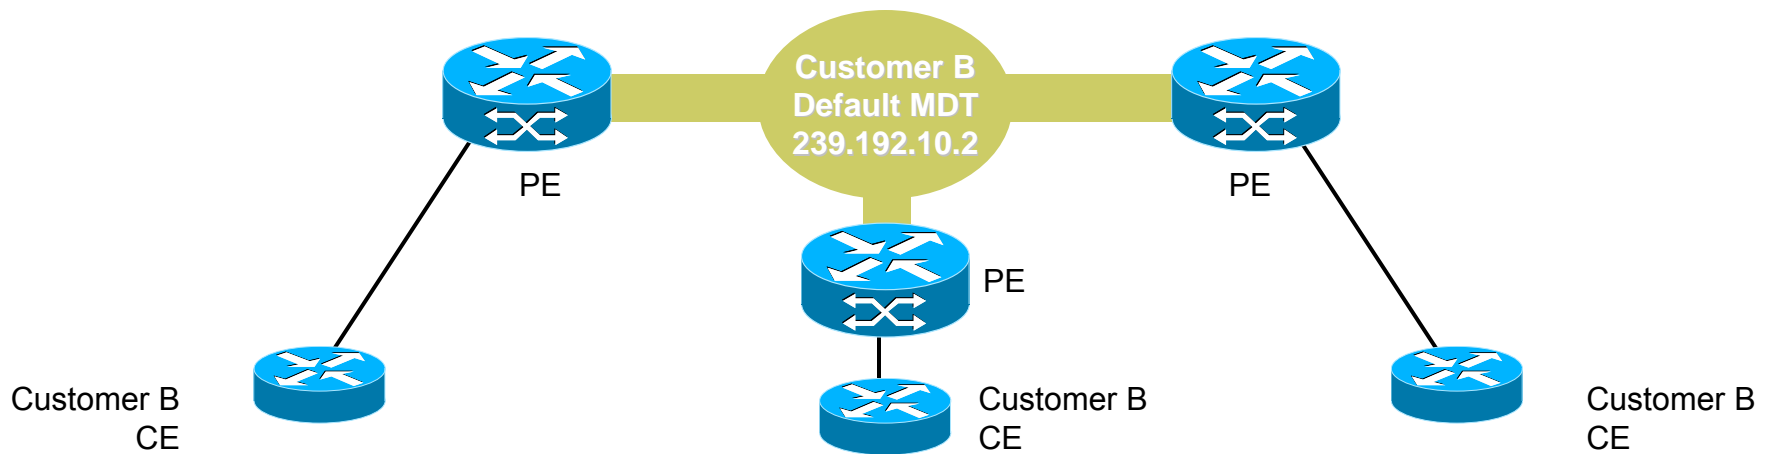 Customer B
Default MDT
239.192.10.2
PE
PE
PE
Customer B
CE
Customer B
CE
Customer B
CE